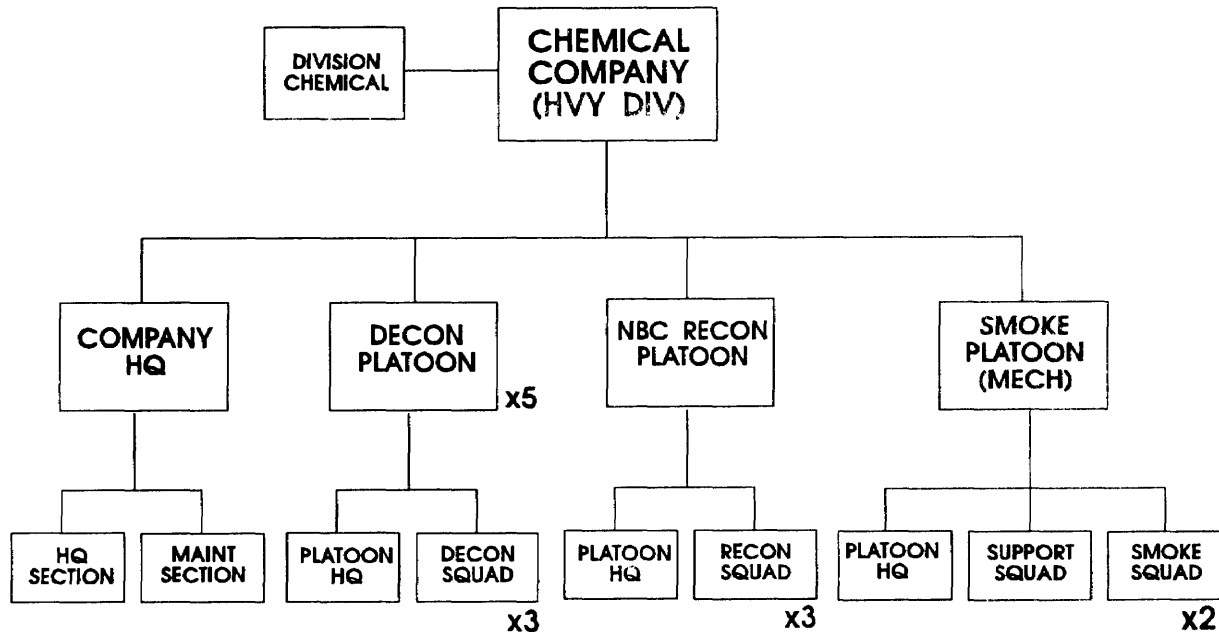 DIVISION
CHEMICAL
CHEMICAL
COMPANY
(HVY DIV)
COMPANY
HQ
DECON
PLATOON
x5
NBC RECON
PLATOON
SMOKE
PLATOON
(MECH)
HQ
SECTION
MAINT
SECTION
PLATOON
HQ
DECON
SQUAD
x3
PLATOON
HQ
RECON
SQUAD
x3
PLATOON
HQ
SUPPORT
SQUAD
SMOKE
SQUAD
x2